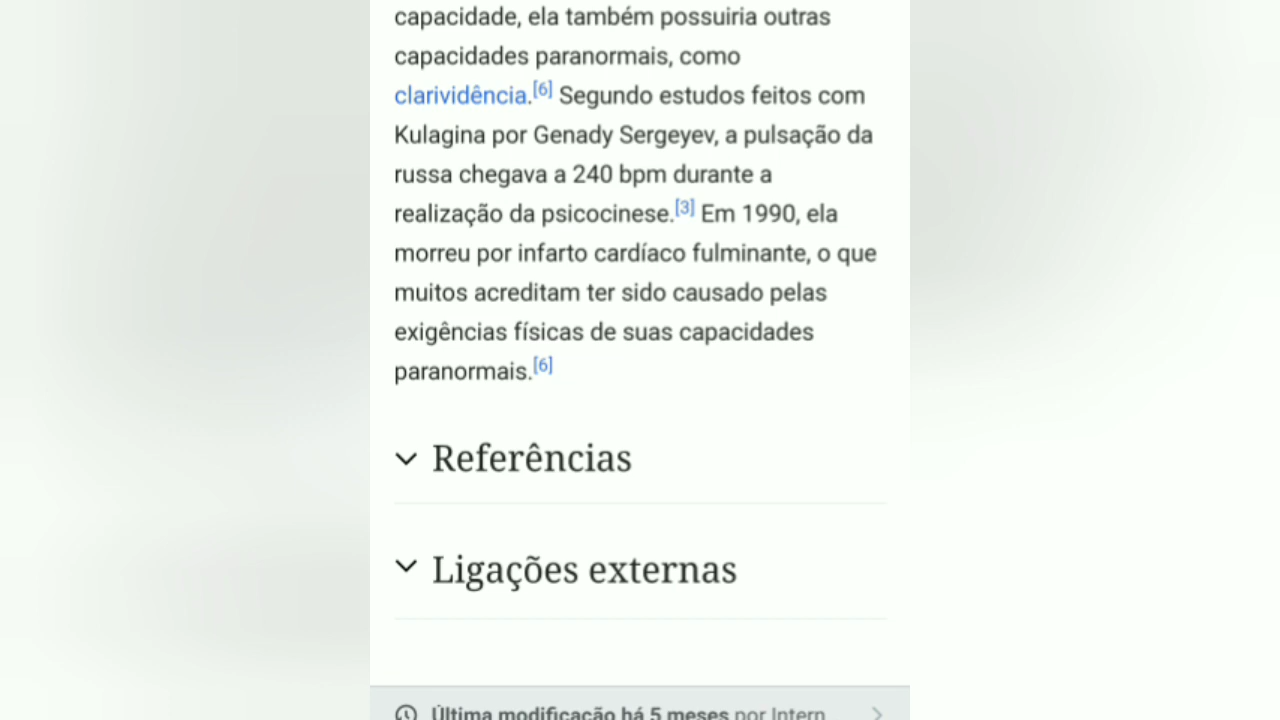 capacidade, ela também possuiria outras
capacidades paranormais, como
clarividência.[6] Segundo estudos feitos com
Kulagina por Genady Sergeyev, a pulsação da
russa chegava a 240 bpm durante a
realização da psicocinese.[3] Em 1990, ela
morreu por infarto cardíaco fulminante, o que
muitos acreditam ter sido causado pelas
exigências físicas de suas capacidades
paranormais.[6]
Referências
Ligações externas
Última modificação há 5 meses por Intern